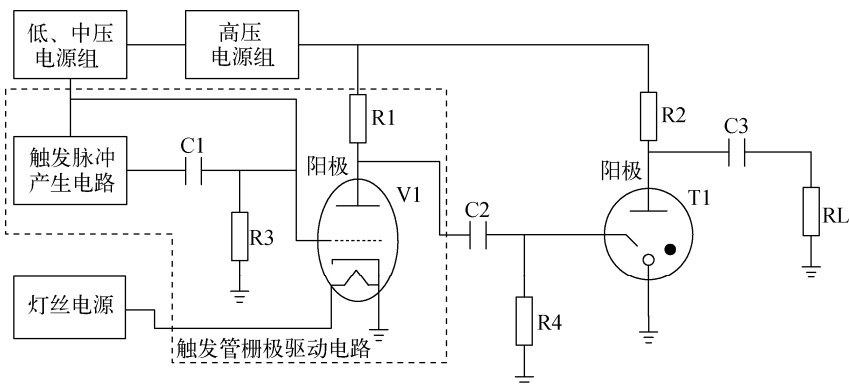 低、中压
电源组
高压
电源组
R1
R2
C3
触发脉冲
产生电路
C1
阳极
阳极
V1
T1
C2
RL
R3
灯丝电源
R4
触发管栅极驱动电路